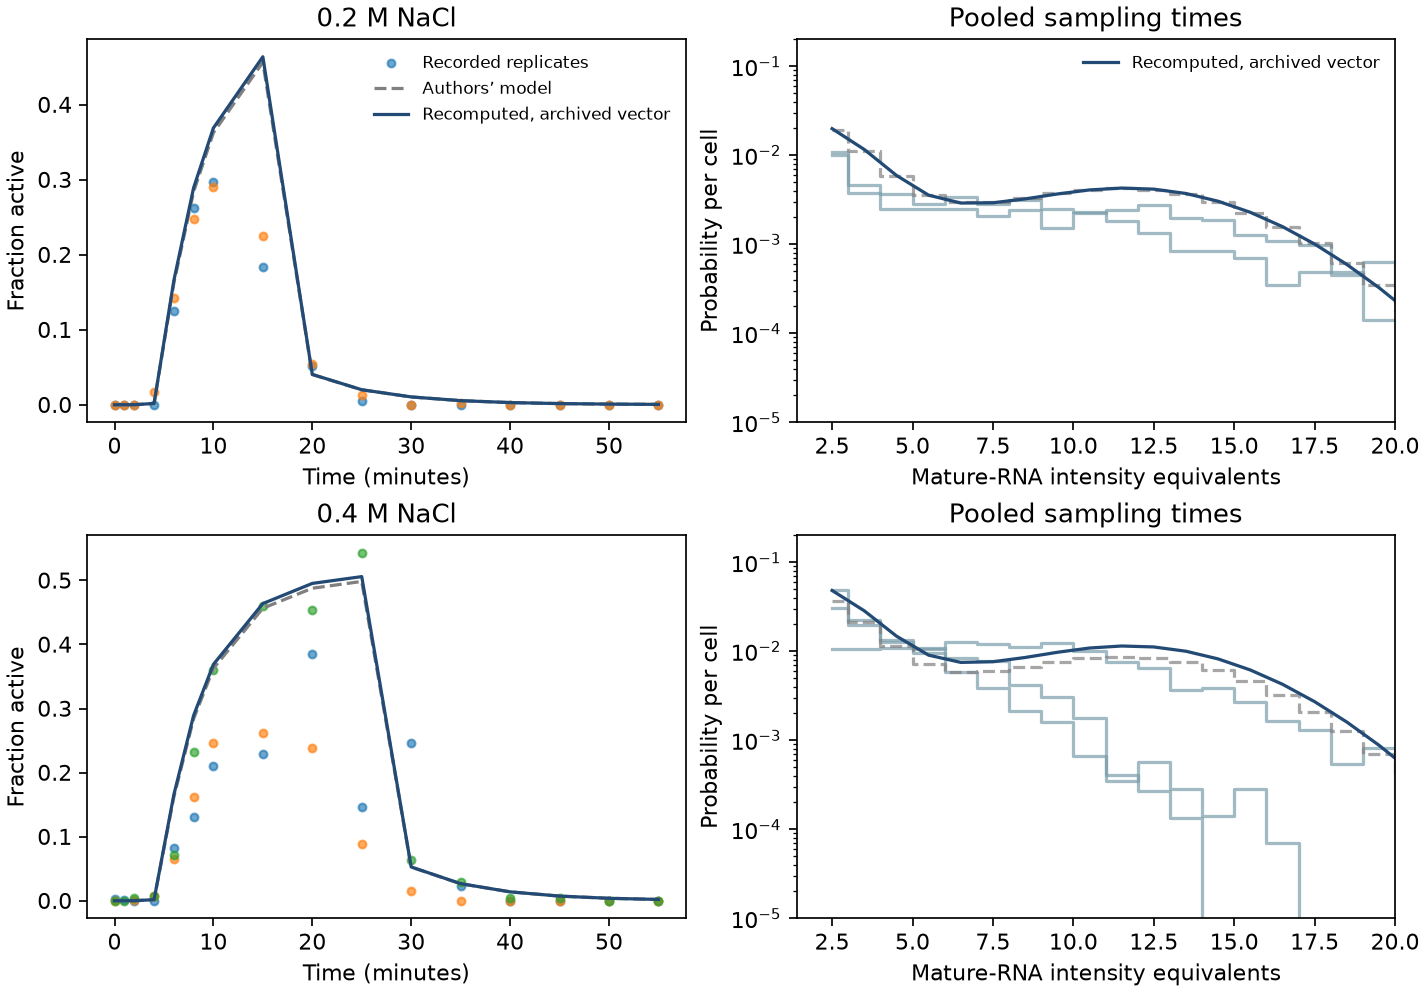 0.2 M NaCl
Fraction active
0.4
0.3
0.2
0.1
0.0
Recorded replicates
Authors’ model
Recomputed, archived vector
0 10 20 30 40 50
Time (minutes)
Pooled sampling times
Probability per cell
10⁻¹
10⁻²
10⁻³
10⁻⁴
10⁻⁵
Recomputed, archived vector
2.5 5.0 7.5 10.0 12.5 15.0 17.5 20.0
Mature-RNA intensity equivalents
0.4 M NaCl
Fraction active
0.5
0.4
0.3
0.2
0.1
0.0
0 10 20 30 40 50
Time (minutes)
Pooled sampling times
Probability per cell
10⁻¹
10⁻²
10⁻³
10⁻⁴
10⁻⁵
2.5 5.0 7.5 10.0 12.5 15.0 17.5 20.0
Mature-RNA intensity equivalents